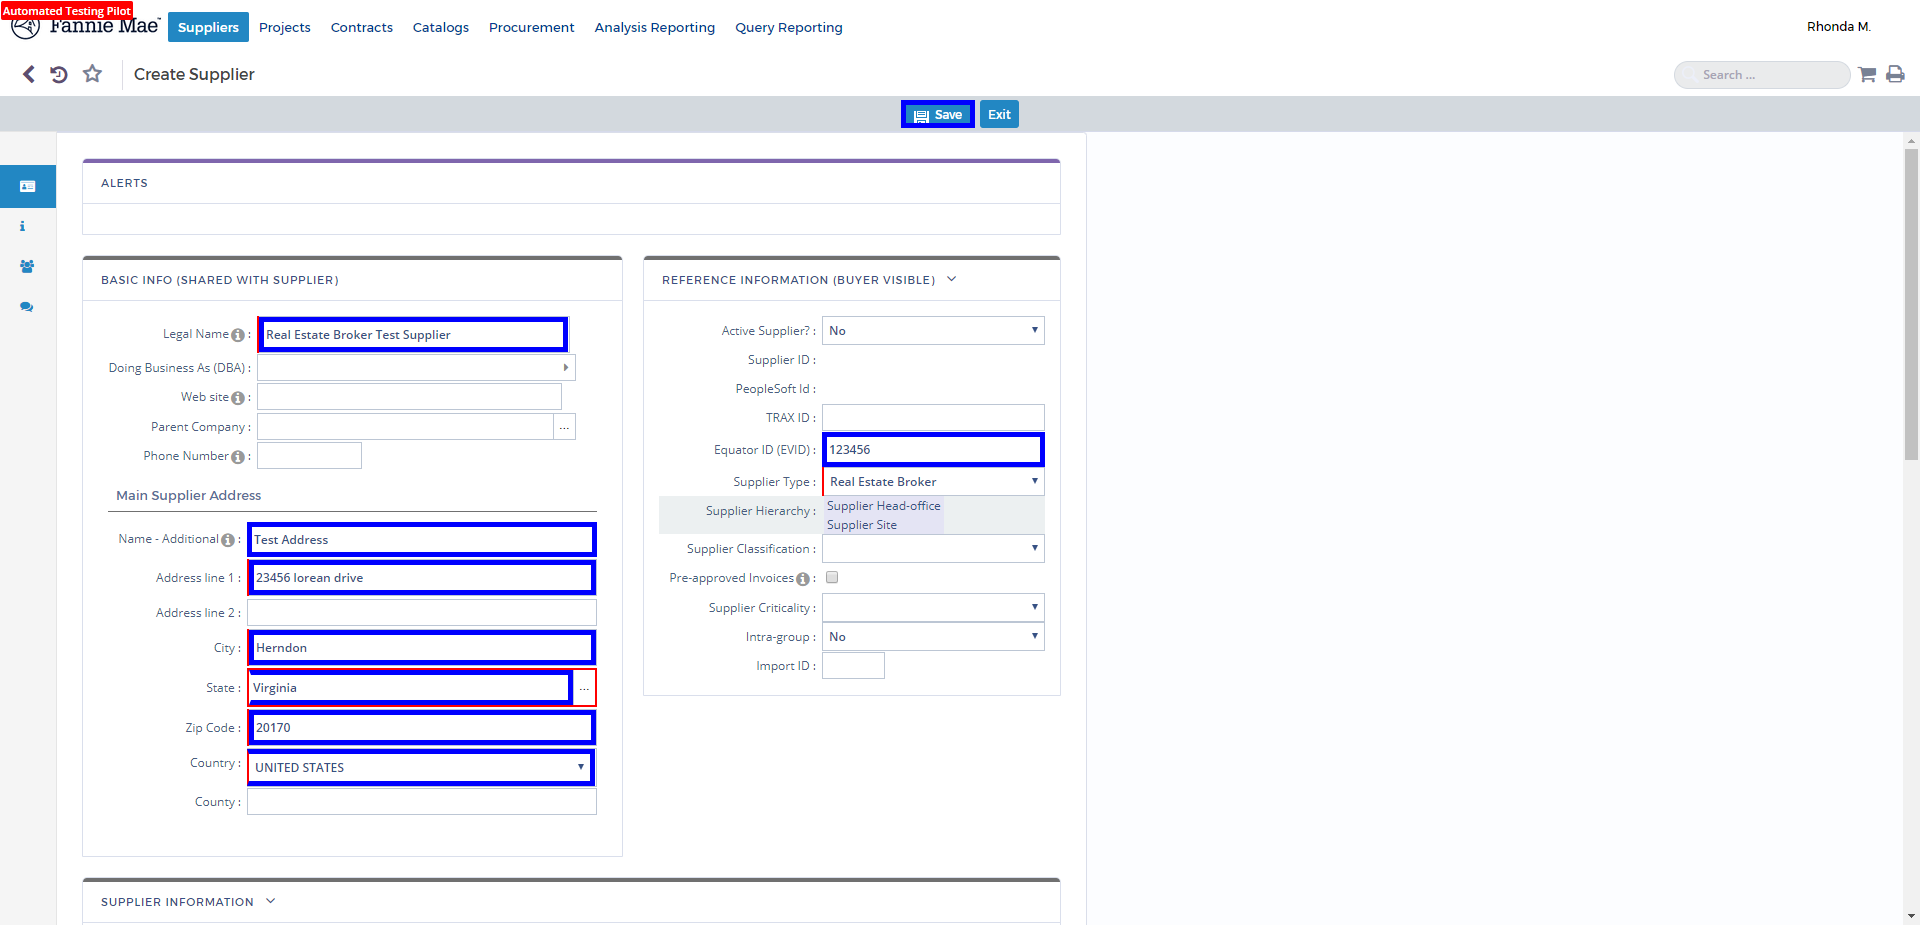 Automated Testing Pilot
Fannie Mae
Suppliers
Projects
Contracts
Catalogs
Procurement
Analysis Reporting
Query Reporting
Rhonda M.
Create Supplier
Search ...
Save
Exit
ALERTS
BASIC INFO (SHARED WITH SUPPLIER)
Legal Name :
Real Estate Broker Test Supplier
Doing Business As (DBA) :
Web site :
Parent Company :
...
Phone Number :
Main Supplier Address
Name - Additional :
Test Address
Address line 1 :
23456 lorean drive
Address line 2 :
City :
Herndon
State :
Virginia
...
Zip Code :
20170
Country :
UNITED STATES
County :
REFERENCE INFORMATION (BUYER VISIBLE)
Active Supplier? :
No
Supplier ID :
PeopleSoft Id :
TRAX ID :
Equator ID (EVID) :
123456
Supplier Type :
Real Estate Broker
Supplier Hierarchy :
Supplier Head-office
Supplier Site
Supplier Classification :
Pre-approved Invoices :
Supplier Criticality :
Intra-group :
No
Import ID :
SUPPLIER INFORMATION